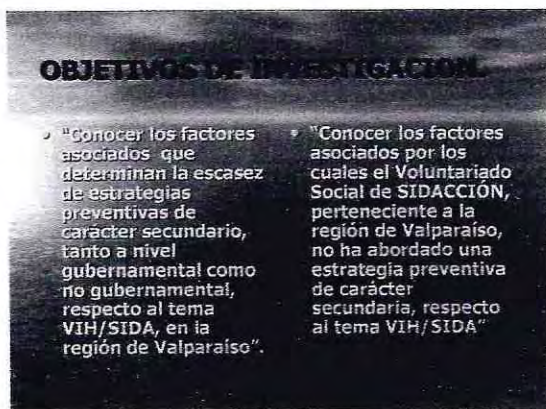 OBJETIVOS DE INVESTIGACION.
• "Conocer los factores
asociados que
determinan la escasez
de estrategias
preventivas de
carácter secundario,
tanto a nivel
gubernamental como
no gubernamental,
respecto al tema
VIH/SIDA, en la
región de Valparaíso".
• "Conocer los factores
asociados por los
cuales el Voluntariado
Social de SIDACCIÓN,
perteneciente a la
región de Valparaíso,
no ha abordado una
estrategia preventiva
de carácter
secundaria, respecto
al tema VIH/SIDA"